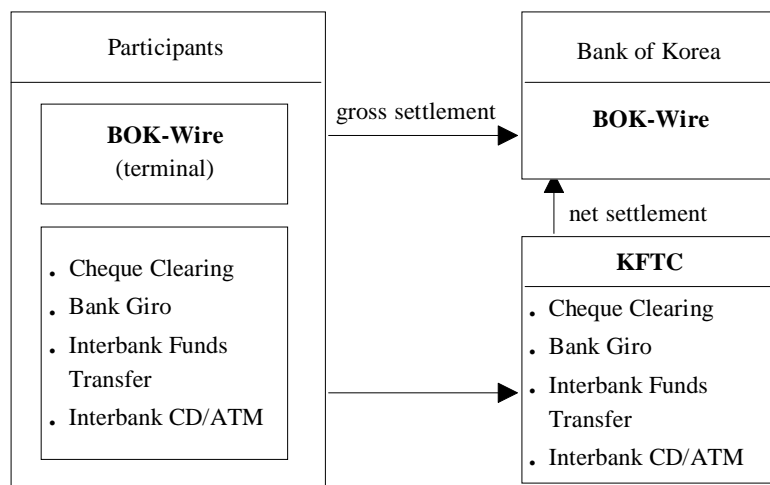 Participants
BOK-Wire
(terminal)
. Cheque Clearing
. Bank Giro
. Interbank Funds
Transfer
. Interbank CD/ATM
gross settlement
Bank of Korea
BOK-Wire
net settlement
KFTC
. Cheque Clearing
. Bank Giro
. Interbank Funds
Transfer
. Interbank CD/ATM